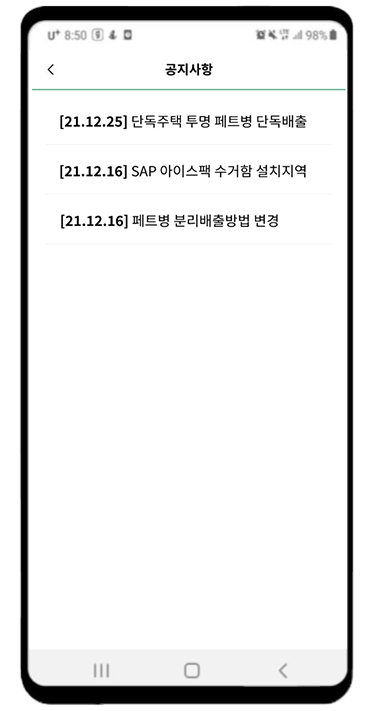 U+ 8:50
LTE 98%
공지사항
[21.12.25] 단독주택 투명 페트병 단독배출
[21.12.16] SAP 아이스팩 수거함 설치지역
[21.12.16] 페트병 분리배출방법 변경